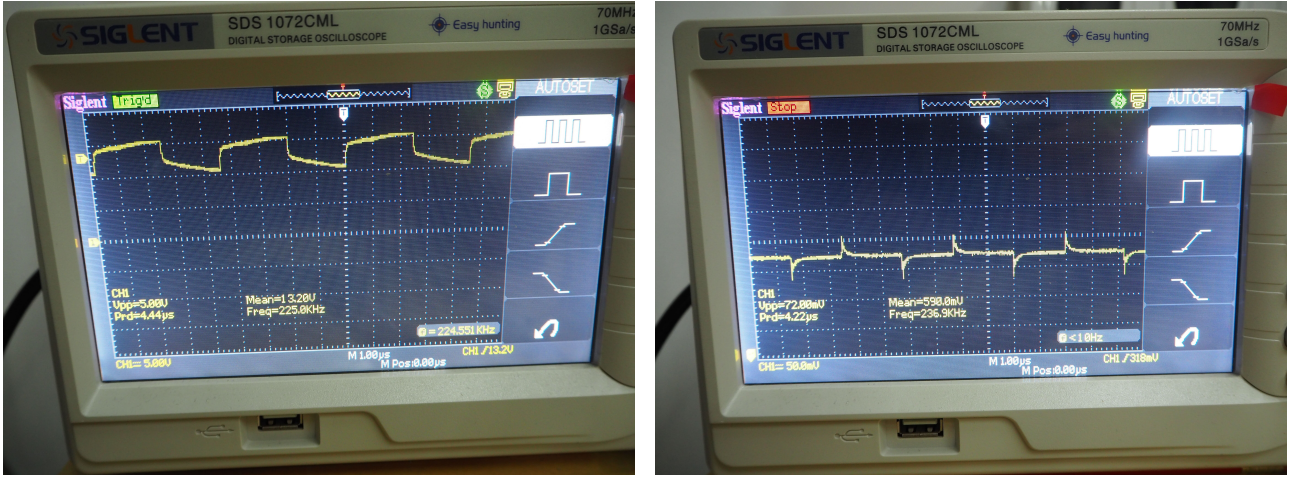 SIGLENT
SDS 1072CML
DIGITAL STORAGE OSCILLOSCOPE
Easy hunting
70MHz
1GSa/s
Siglent Trig'd
T
AUTOSET
CH1
Vpp=5.00V
Prd=4.44µs
Mean=13.20V
Freq=225.0KHz
= 224.551KHz
CH1= 5.00V
M 1.00µs
M Pos:0.00µs
CH1 /13.2V
SIGLENT
SDS 1072CML
DIGITAL STORAGE OSCILLOSCOPE
Easy hunting
70MHz
1GSa/s
Siglent Stop
T
AUTOSET
CH1
Vpp=72.00mV
Prd=4.22µs
Mean=590.0mV
Freq=236.9KHz
<10Hz
CH1= 50.0mV
M 1.00µs
M Pos:0.00µs
CH1 /318mV